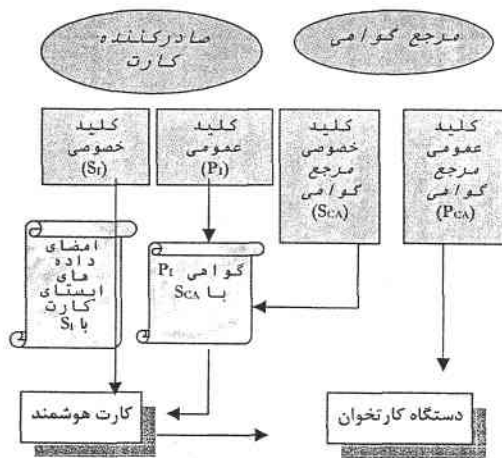 مرجع گواهی
صادرکننده
کارت
کلید
عمومی
مرجع
گواهی
(PCA)
کلید
خصوصی
مرجع
گواهی
(SCA)
کلید
عمومی
(PI)
کلید
خصوصی
(SI)
گواهی PI
با SCA
امضای
داده
های
ایستای
کارت
با SI
دستگاه کارتخوان
کارت هوشمند